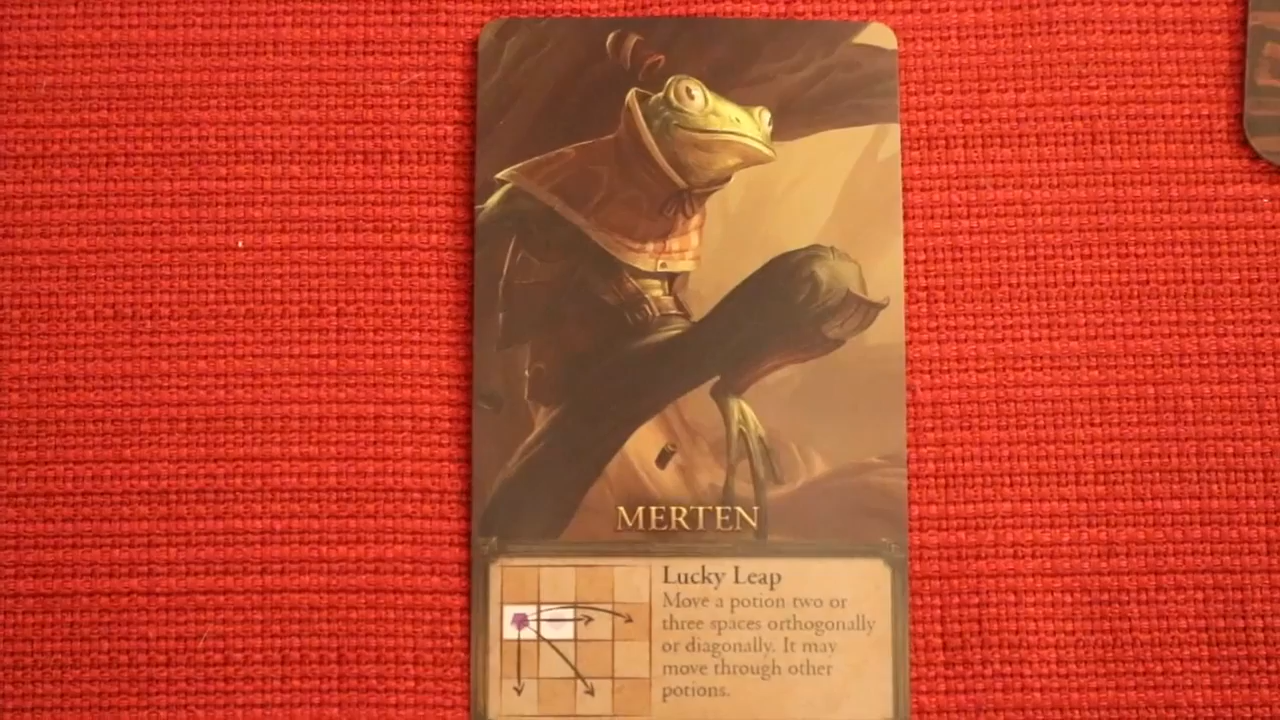 MERTEN
Lucky Leap
Move a potion two or
three spaces orthogonally
or diagonally. It may
move through other
potions.